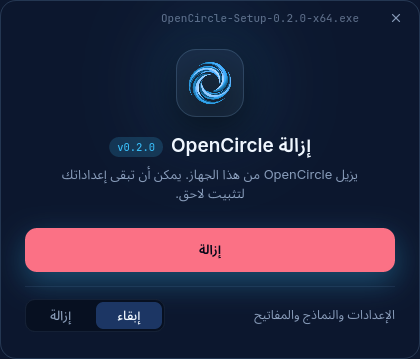 OpenCircle-Setup-0.2.0-x64.exe
إزالة OpenCircle v0.2.0
يزيل OpenCircle من هذا الجهاز. يمكن أن تبقى إعداداتك
لتثبيت لاحق.
إزالة
الإعدادات والنماذج والمفاتيح
إبقاء
إزالة